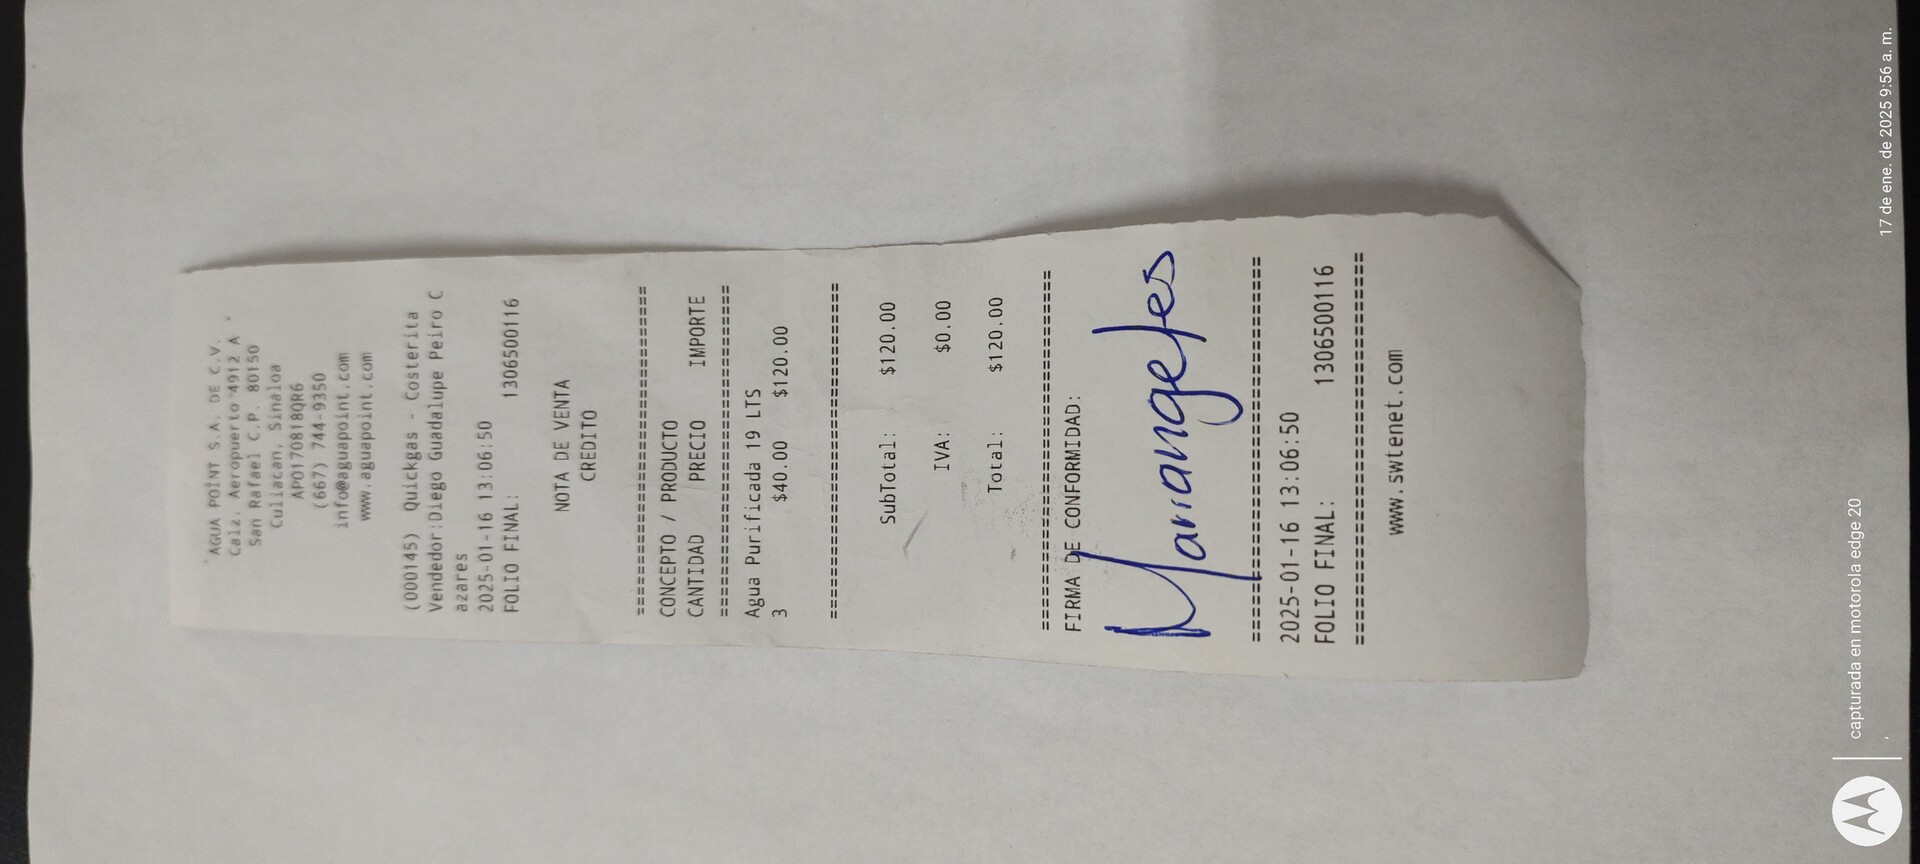 AGUA POINT S.A. DE C.V.
Calz. Aeropuerto 4912 A
San Rafael C.P. 80150
Culiacan, Sinaloa
APO170818QR6
(667) 744-9350
info@aguapoint.com
www.aguapoint.com
(000145) Quickgas - Costerita
Vendedor:Diego Guadalupe Peiro C
azares
2025-01-16 13:06:50
FOLIO FINAL: 1306500116
NOTA DE VENTA
CREDITO
================================
CONCEPTO / PRODUCTO
CANTIDAD PRECIO IMPORTE
================================
Agua Purificada 19 LTS
3 $40.00 $120.00
================================
SubTotal: $120.00
IVA: $0.00
Total: $120.00
================================
FIRMA DE CONFORMIDAD:
Mariangeles
================================
2025-01-16 13:06:50
FOLIO FINAL: 1306500116
================================
www.swtenet.com
capturada en motorola edge 20
,
17 de ene. de 2025 9:56 a. m.